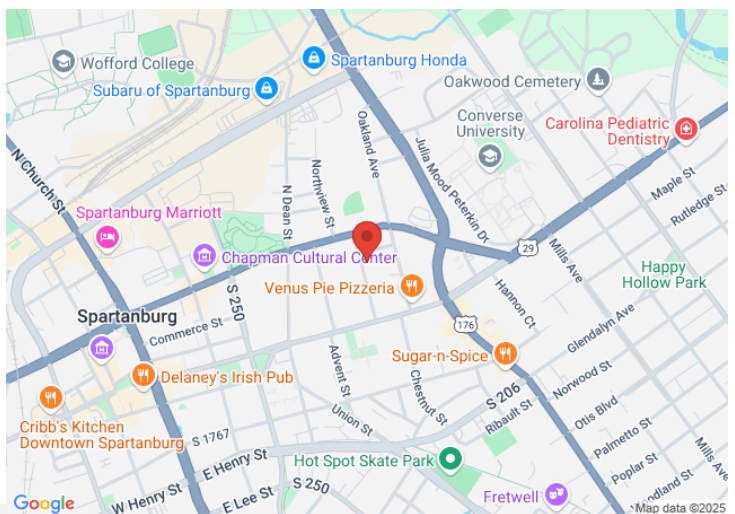 Wofford College
Spartanburg Honda
Subaru of Spartanburg
Oakwood Cemetery
Converse
University
Carolina Pediatric
Dentistry
Oakland Ave
Julia Mood Peterkin Dr
N Church St
Northview St
N Dean St
Maple St
Rutledge St
Spartanburg Marriott
Chapman Cultural Center
29
Mills Ave
Happy
Hollow Park
Venus Pie Pizzeria
S 250
Hannon Ct
Spartanburg
Commerce St
176
Glendalyn Ave
Sugar-n-Spice
Advent St
Delaney's Irish Pub
Chestnut St
Norwood St
S 206
Otis Blvd
Ribault St
Cribb's Kitchen
Downtown Spartanburg
S 1767
Union St
Palmetto St
Mills Ave
E Henry St
Hot Spot Skate Park
Poplar St
W Henry St
E Lee St
S 250
Fretwell
oodland St
Google
Map data ©2025